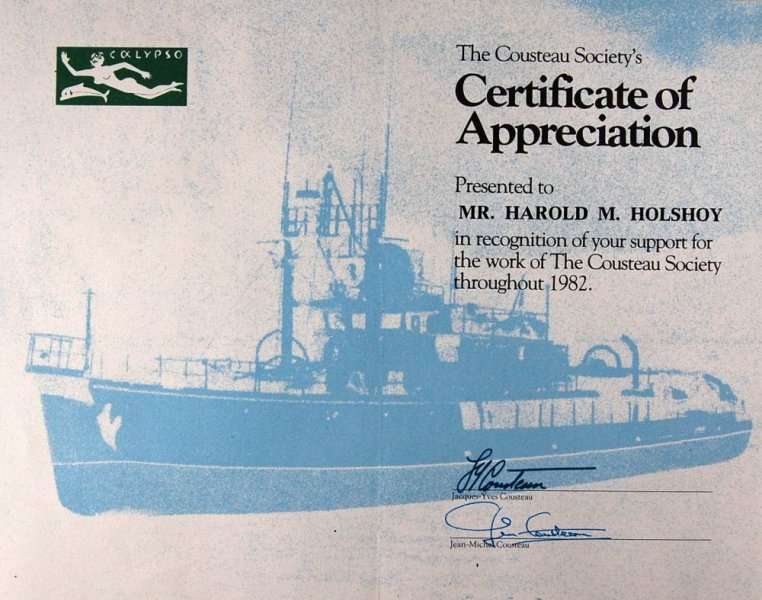 CALYPSO
The Cousteau Society's
Certificate of
Appreciation
Presented to
MR. HAROLD M. HOLSHOY
in recognition of your support for
the work of The Cousteau Society
throughout 1982.
JYCousteau
Jacques-Yves Cousteau
Jean-Michel Cousteau